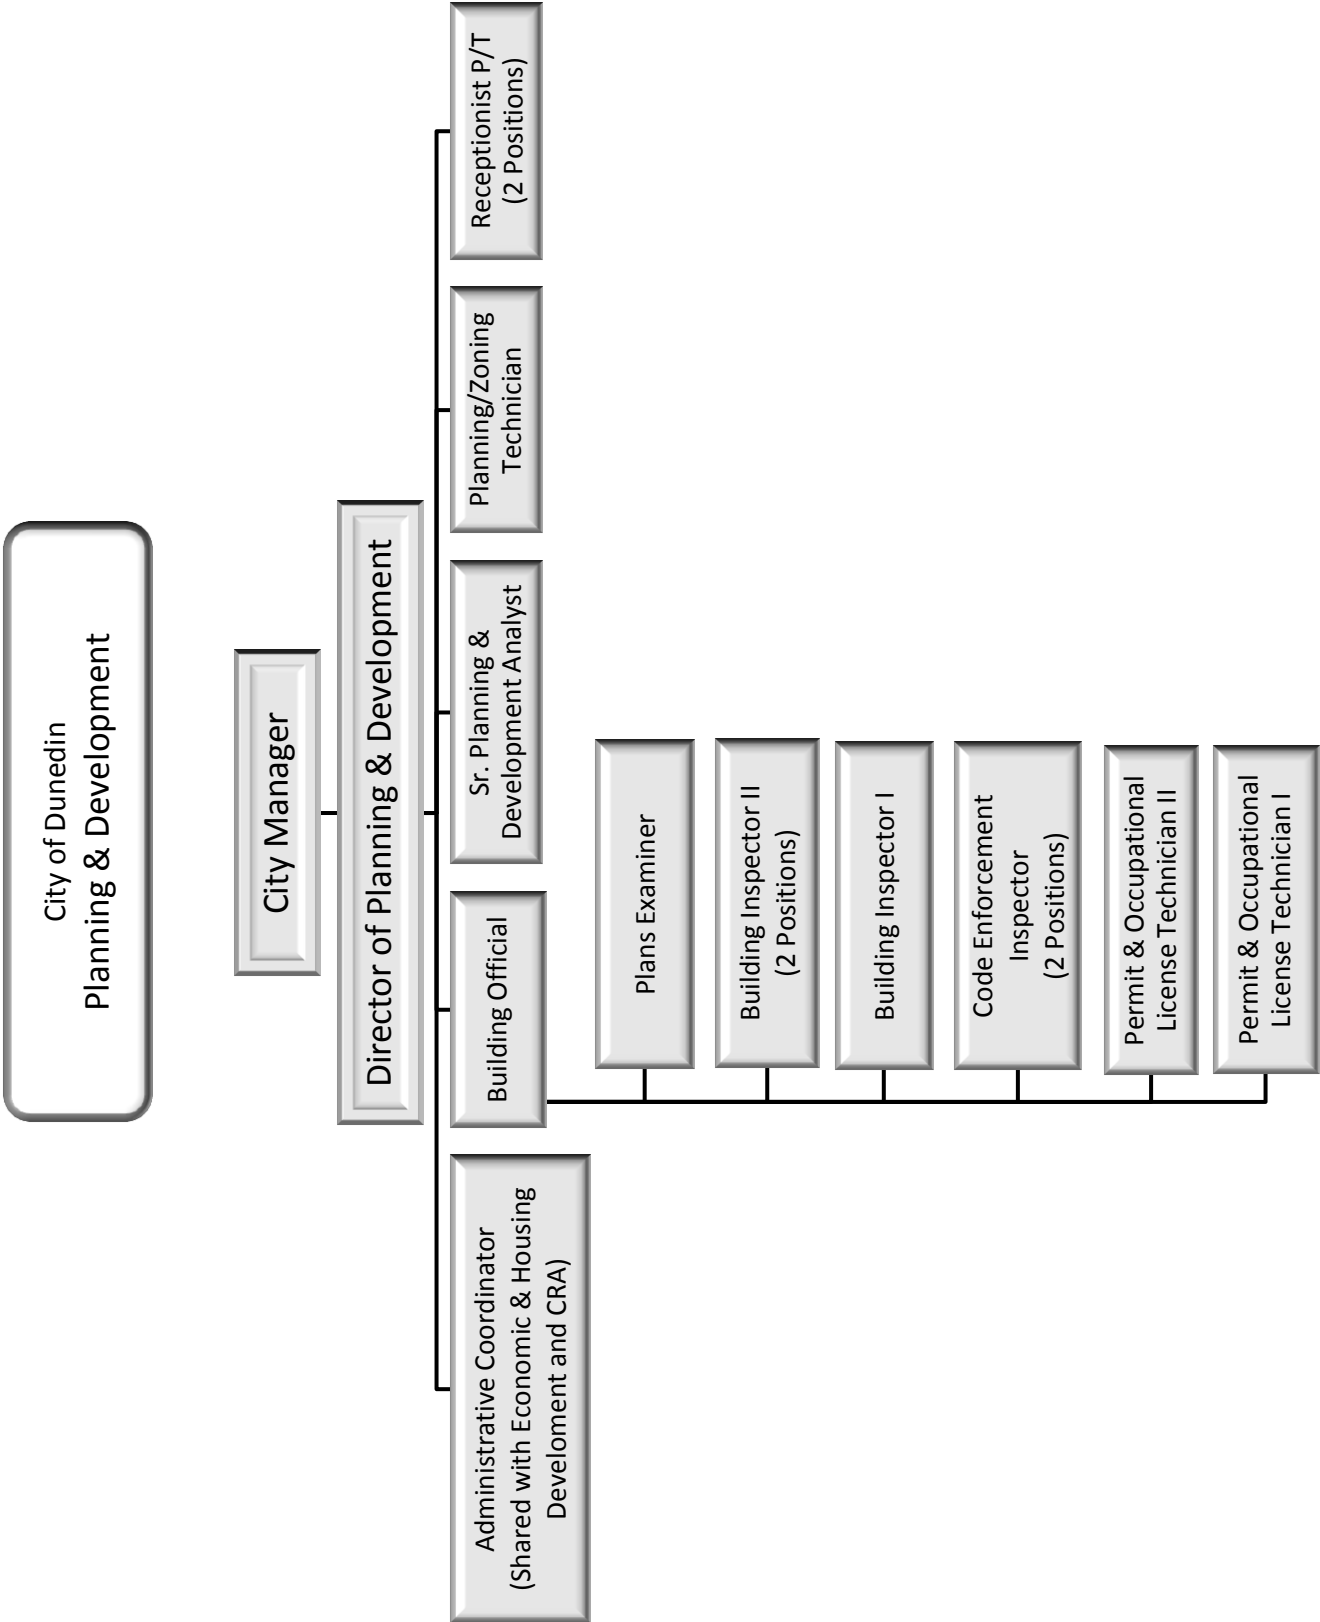 City of Dunedin
Planning & Development
City Manager
Director of Planning & Development
Administrative Coordinator
(Shared with Economic & Housing
Develoment and CRA)
Building Official
Sr. Planning &
Development Analyst
Planning/Zoning
Technician
Receptionist P/T
(2 Positions)
Plans Examiner
Building Inspector II
(2 Positions)
Building Inspector I
Code Enforcement
Inspector
(2 Positions)
Permit & Occupational
License Technician II
Permit & Occupational
License Technician I